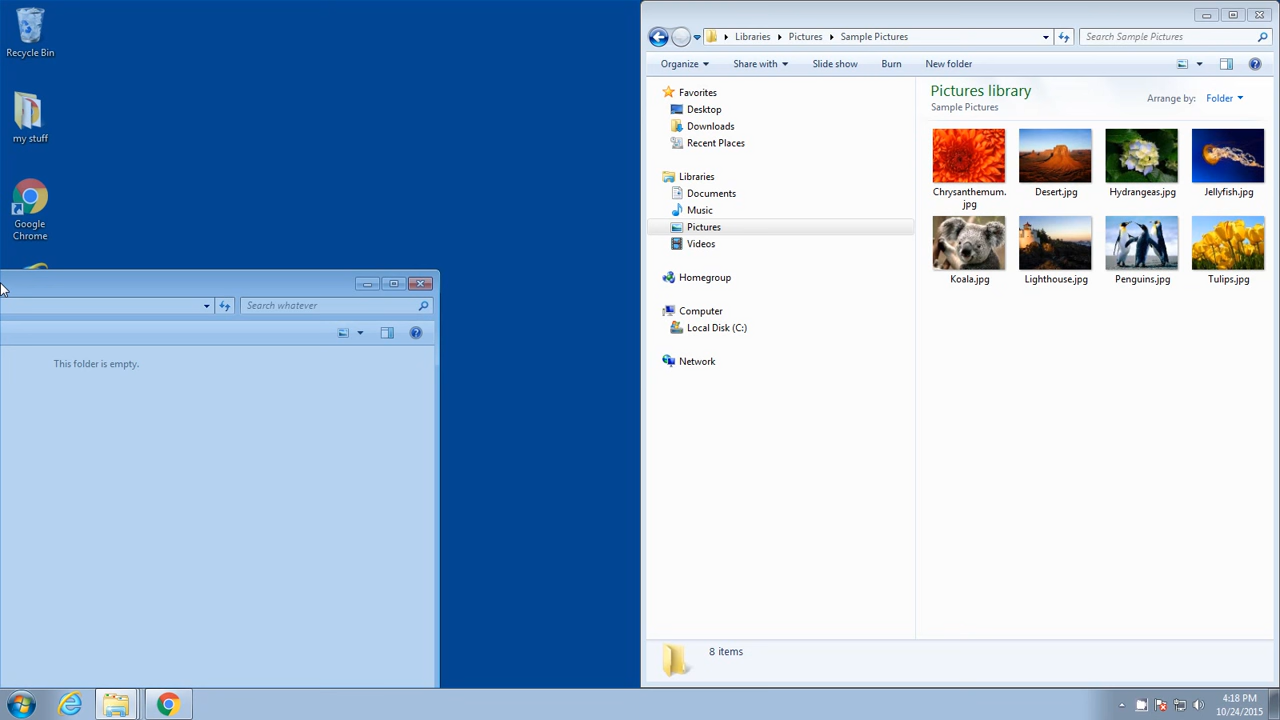 Recycle Bin
my stuff
Google
Chrome
Search whatever
This folder is empty.
Libraries
Pictures
Sample Pictures
Search Sample Pictures
Organize
Share with
Slide show
Burn
New folder
Favorites
Desktop
Downloads
Recent Places
Libraries
Documents
Music
Pictures
Videos
Homegroup
Computer
Local Disk (C:)
Network
Pictures library
Sample Pictures
Arrange by:
Folder
Chrysanthemum.
jpg
Desert.jpg
Hydrangeas.jpg
Jellyfish.jpg
Koala.jpg
Lighthouse.jpg
Penguins.jpg
Tulips.jpg
8 items
4:18 PM
10/24/2015